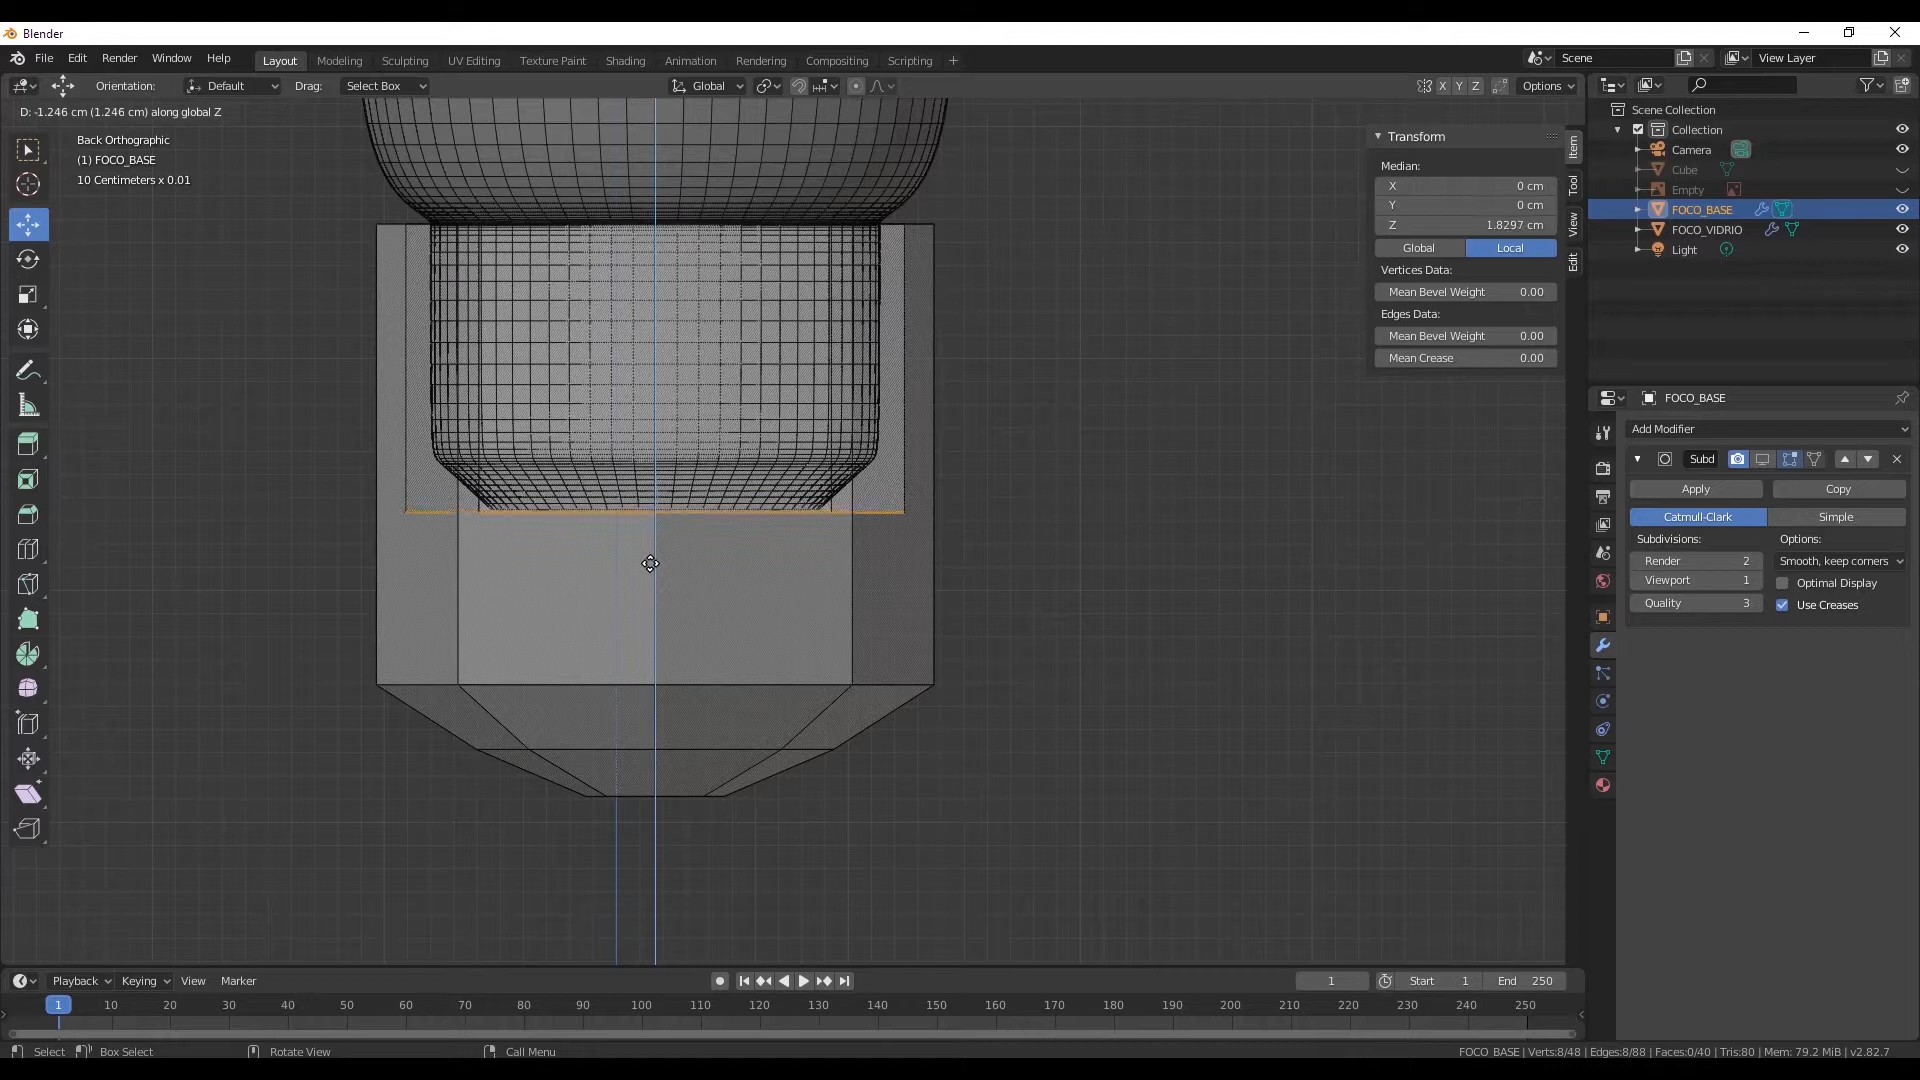 Blender
File Edit Render Window Help Layout Modeling Sculpting UV Editing Texture Paint Shading Animation Rendering Compositing Scripting + Scene View Layer
Orientation: Default Drag: Select Box Global X Y Z Options
D: -1.246 cm (1.246 cm) along global Z
Back Orthographic
(1) FOCO_BASE
10 Centimeters x 0.01
Transform
Median:
X 0 cm
Y 0 cm
Z 1.8297 cm
Global Local
Vertices Data:
Mean Bevel Weight 0.00
Edges Data:
Mean Bevel Weight 0.00
Mean Crease 0.00
Item
Tool
View
Edit
Scene Collection
Collection
Camera
Cube
Empty
FOCO_BASE
FOCO_VIDRIO
Light
FOCO_BASE
Add Modifier
Subd
Apply Copy
Catmull-Clark Simple
Subdivisions: Options:
Render 2 Smooth, keep corners
Viewport 1 Optimal Display
Quality 3 Use Creases
Playback Keying View Marker 1 Start 1 End 250
1 10 20 30 40 50 60 70 80 90 100 110 120 130 140 150 160 170 180 190 200 210 220 230 240 250
Select Box Select Rotate View Call Menu FOCO_BASE | Verts:8/48 | Edges:8/88 | Faces:0/40 | Tris:80 | Mem: 79.2 MiB | v2.82.7